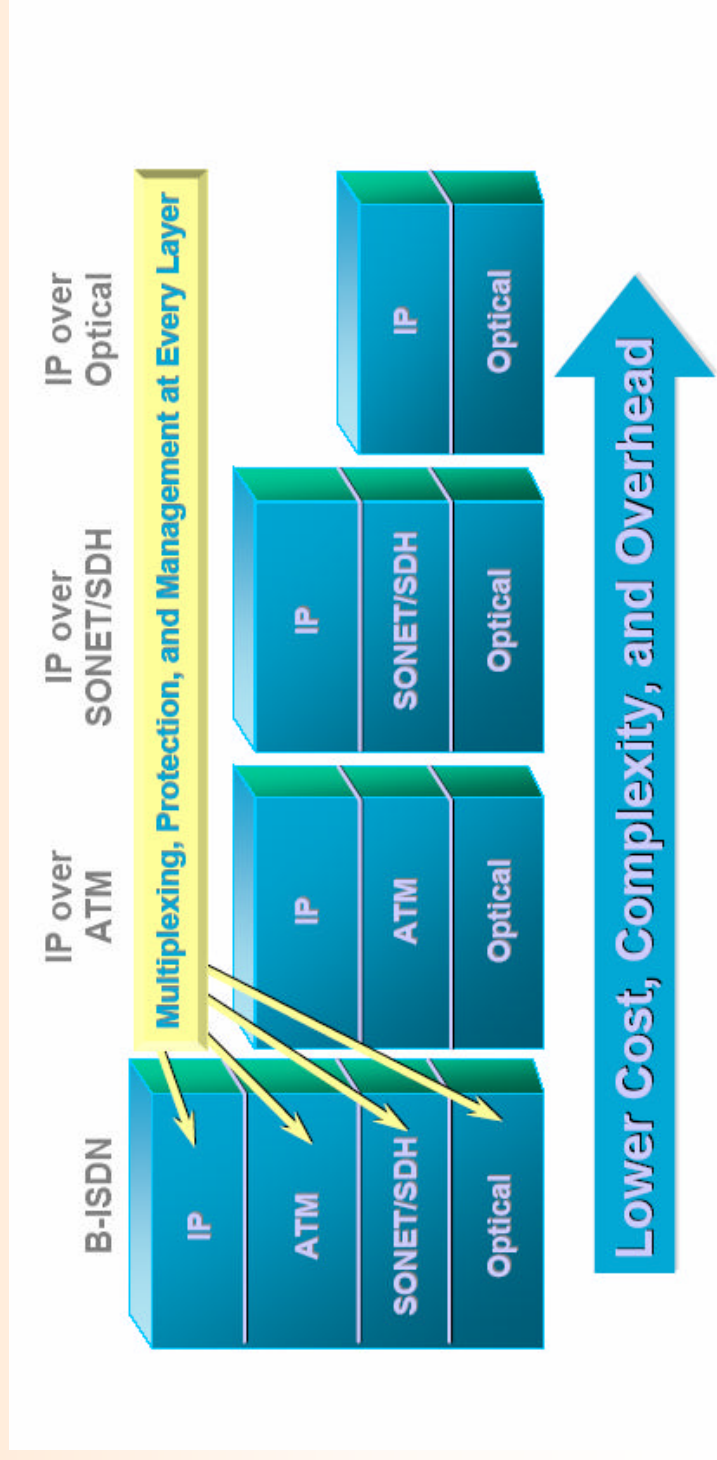 B-ISDN
IP over
ATM
IP over
SONET/SDH
IP over
Optical
Multiplexing, Protection, and Management at Every Layer
IP
ATM
SONET/SDH
Optical
IP
ATM
Optical
IP
SONET/SDH
Optical
IP
Optical
Lower Cost, Complexity, and Overhead